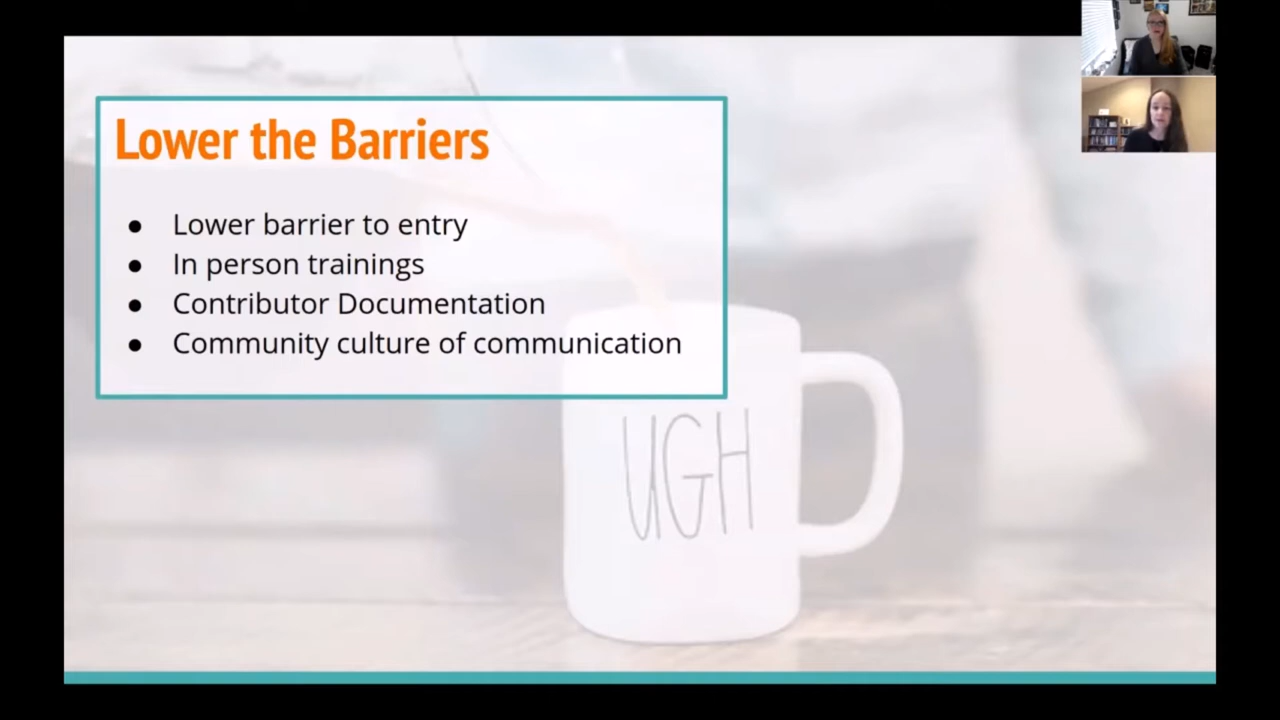 Lower the Barriers
● Lower barrier to entry
● In person trainings
● Contributor Documentation
● Community culture of communication
UGH